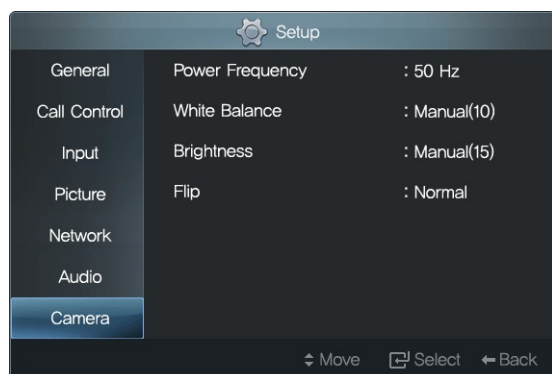 Setup
General
Call Control
Input
Picture
Network
Audio
Camera
Power Frequency : 50 Hz
White Balance : Manual(10)
Brightness : Manual(15)
Flip : Normal
Move Select Back